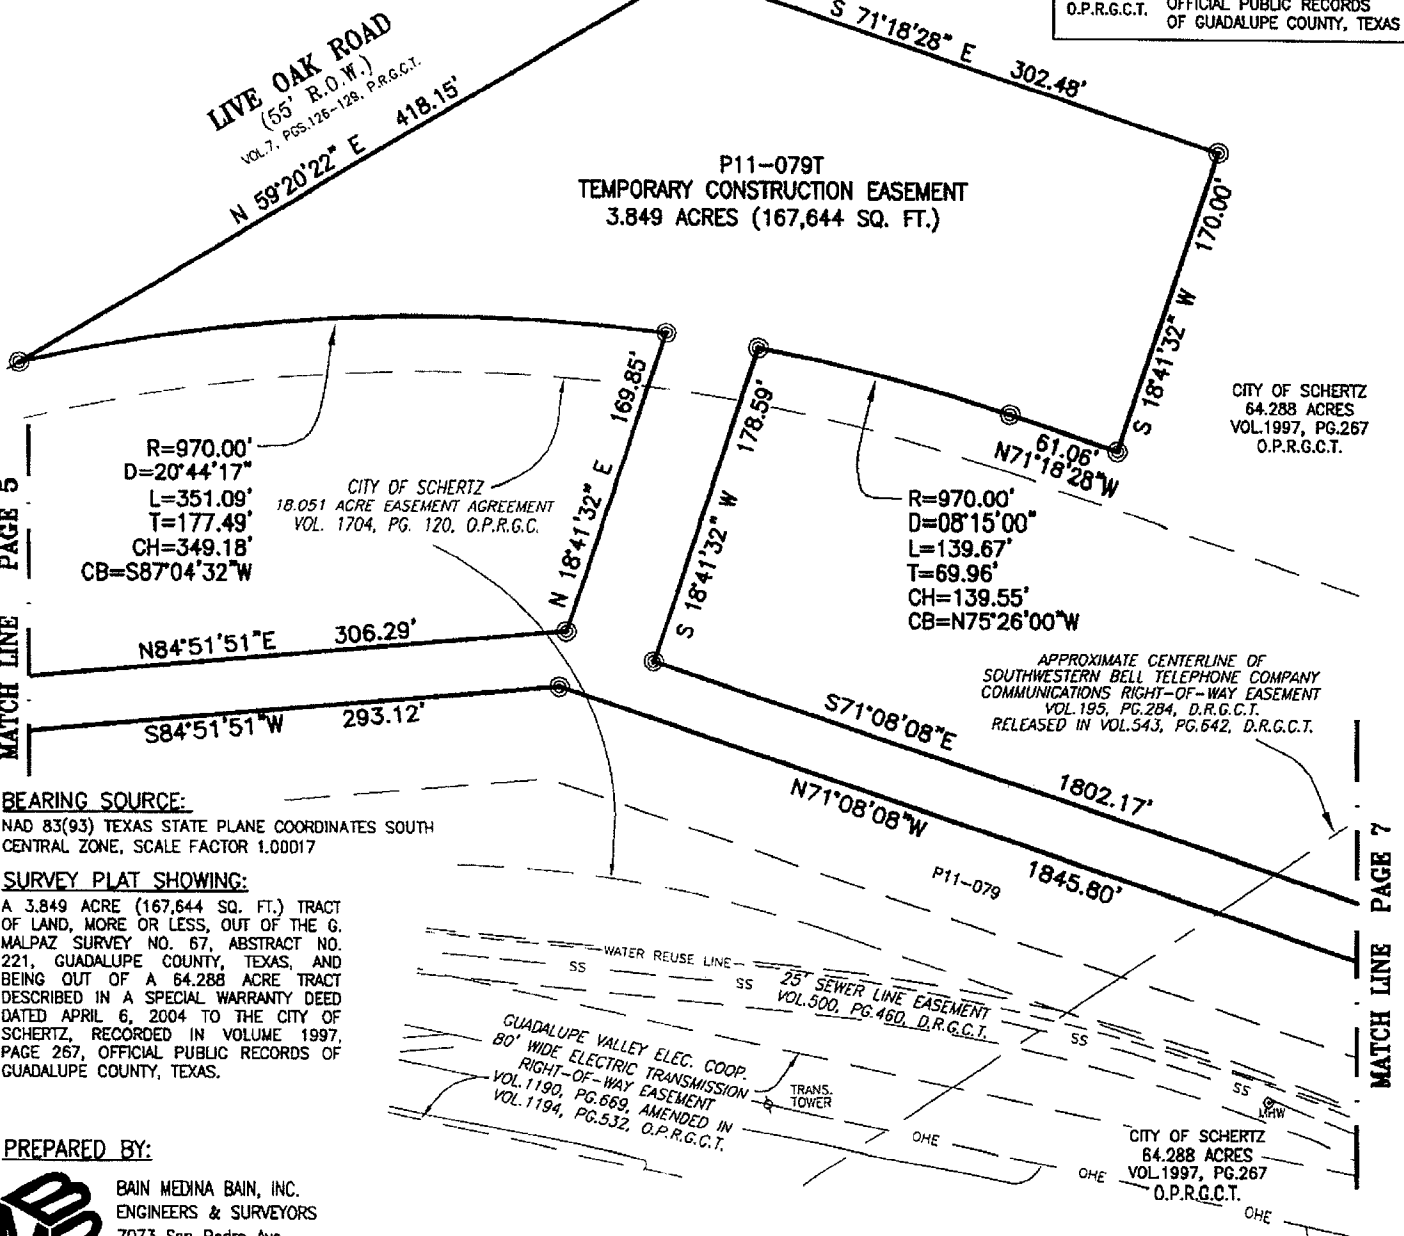 O.P.R.G.C.T.
OFFICIAL PUBLIC RECORDS
OF GUADALUPE COUNTY, TEXAS
LIVE OAK ROAD
(55' R.O.W.)
VOL.7, PGS.126-129, P.R.G.C.T.
N 59°20'22" E 418.15'
S 71°18'28" E 302.48'
P11-079T
TEMPORARY CONSTRUCTION EASEMENT
3.849 ACRES (167,644 SQ. FT.)
S 18°41'32" W 170.00'
CITY OF SCHERTZ
64.288 ACRES
VOL.1997, PG.267
O.P.R.G.C.T.
N 18°41'32" E 169.85'
S 18°41'32" W 178.59'
61.06'
N71°18'28"W
R=970.00'
D=20°44'17"
L=351.09'
T=177.49'
CH=349.18'
CB=S87°04'32"W
CITY OF SCHERTZ
18.051 ACRE EASEMENT AGREEMENT
VOL. 1704, PG. 120, O.P.R.G.C.
R=970.00'
D=08°15'00"
L=139.67'
T=69.96'
CH=139.55'
CB=N75°26'00"W
MATCH LINE PAGE 5
N84°51'51"E 306.29'
S84°51'51"W 293.12'
APPROXIMATE CENTERLINE OF
SOUTHWESTERN BELL TELEPHONE COMPANY
COMMUNICATIONS RIGHT-OF-WAY EASEMENT
VOL.195, PG.284, D.R.G.C.T.
RELEASED IN VOL.543, PG.642, D.R.G.C.T.
S71°08'08"E 1802.17'
N71°08'08"W 1845.80'
P11-079
MATCH LINE PAGE 7
BEARING SOURCE:
NAD 83(93) TEXAS STATE PLANE COORDINATES SOUTH
CENTRAL ZONE, SCALE FACTOR 1.00017
SURVEY PLAT SHOWING:
A 3.849 ACRE (167,644 SQ. FT.) TRACT
OF LAND, MORE OR LESS, OUT OF THE G.
MALPAZ SURVEY NO. 67, ABSTRACT NO.
221, GUADALUPE COUNTY, TEXAS, AND
BEING OUT OF A 64.288 ACRE TRACT
DESCRIBED IN A SPECIAL WARRANTY DEED
DATED APRIL 6, 2004 TO THE CITY OF
SCHERTZ, RECORDED IN VOLUME 1997,
PAGE 267, OFFICIAL PUBLIC RECORDS OF
GUADALUPE COUNTY, TEXAS.
WATER REUSE LINE
SS
SS
25' SEWER LINE EASEMENT
VOL.500, PG.460, D.R.G.C.T.
SS
SS
MHW
GUADALUPE VALLEY ELEC. COOP.
80' WIDE ELECTRIC TRANSMISSION
RIGHT-OF-WAY EASEMENT
VOL.1190, PG.669, AMENDED IN
VOL.1194, PG.532, O.P.R.G.C.T.
TRANS.
TOWER
OHE
OHE
OHE
CITY OF SCHERTZ
64.288 ACRES
VOL.1997, PG.267
O.P.R.G.C.T.
PREPARED BY:
BAIN MEDINA BAIN, INC.
ENGINEERS & SURVEYORS
7073 San Pedro Ave.